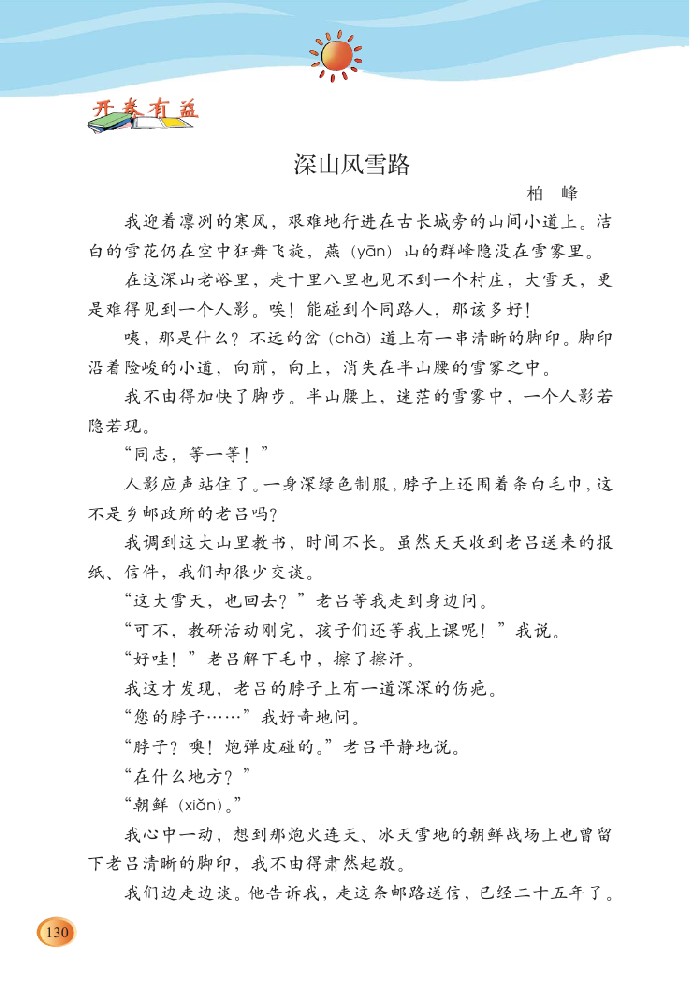 开卷有益
深山风雪路
柏 峰
我迎着凛冽的寒风，艰难地行进在古长城旁的山间小道上。洁
白的雪花仍在空中狂舞飞旋，燕（yān）山的群峰隐没在雪雾里。
在这深山老峪里，走十里八里也见不到一个村庄，大雪天，更
是难得见到一个人影。唉！能碰到个同路人，那该多好！
咦，那是什么？不远的岔（chà）道上有一串清晰的脚印。脚印
沿着险峻的小道，向前，向上，消失在半山腰的雪雾之中。
我不由得加快了脚步。半山腰上，迷茫的雪雾中，一个人影若
隐若现。
“同志，等一等！”
人影应声站住了。一身深绿色制服，脖子上还围着条白毛巾，这
不是乡邮政所的老吕吗？
我调到这大山里教书，时间不长。虽然天天收到老吕送来的报
纸、信件，我们却很少交谈。
“这大雪天，也回去？”老吕等我走到身边问。
“可不，教研活动刚完，孩子们还等我上课呢！”我说。
“好哇！”老吕解下毛巾，擦了擦汗。
我这才发现，老吕的脖子上有一道深深的伤疤。
“您的脖子……”我好奇地问。
“脖子？噢！炮弹皮碰的。”老吕平静地说。
“在什么地方？”
“朝鲜（xiǎn）。”
我心中一动，想到那炮火连天、冰天雪地的朝鲜战场上也曾留
下老吕清晰的脚印，我不由得肃然起敬。
我们边走边谈。他告诉我，走这条邮路送信，已经二十五年了。
130